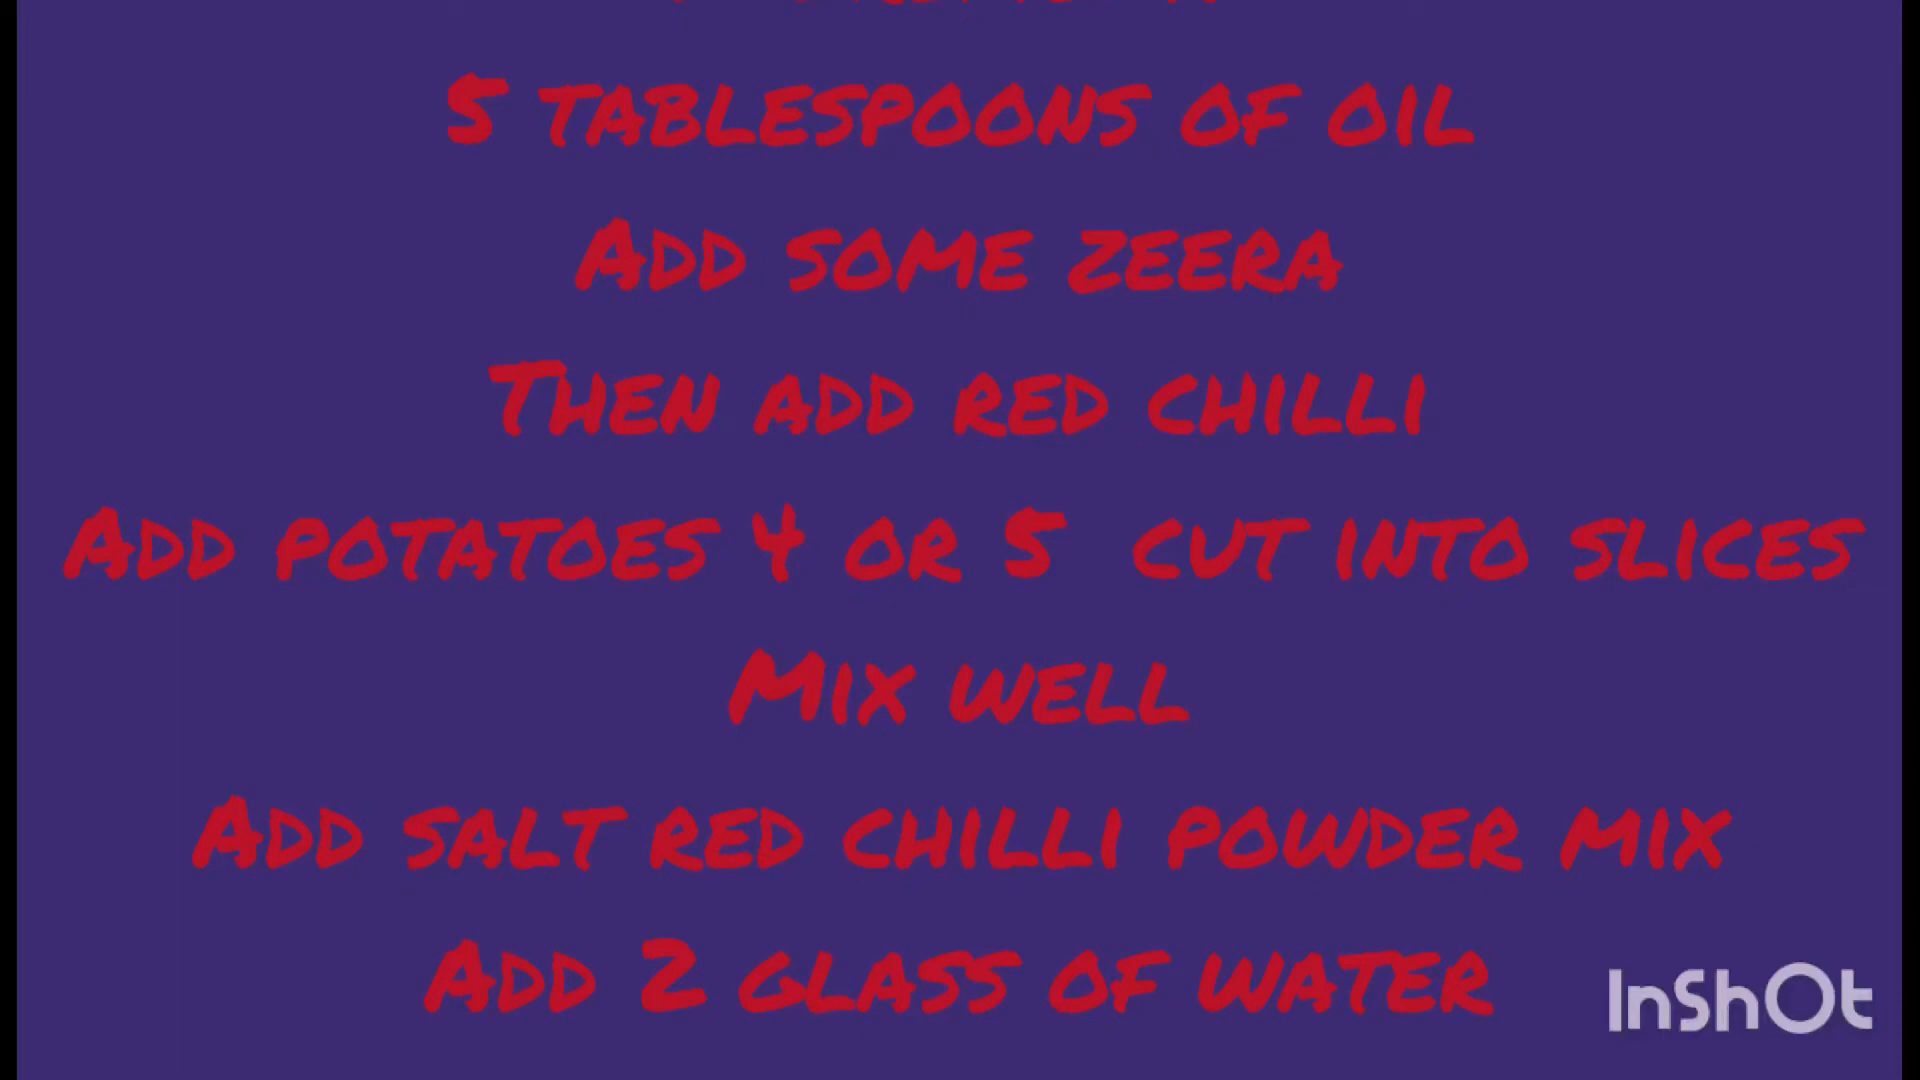 5 tablespoons of oil
Add some zeera
Then add red chilli
Add potatoes 4 or 5 cut into slices
Mix well
Add salt red chilli powder mix
Add 2 glass of water
InShOt